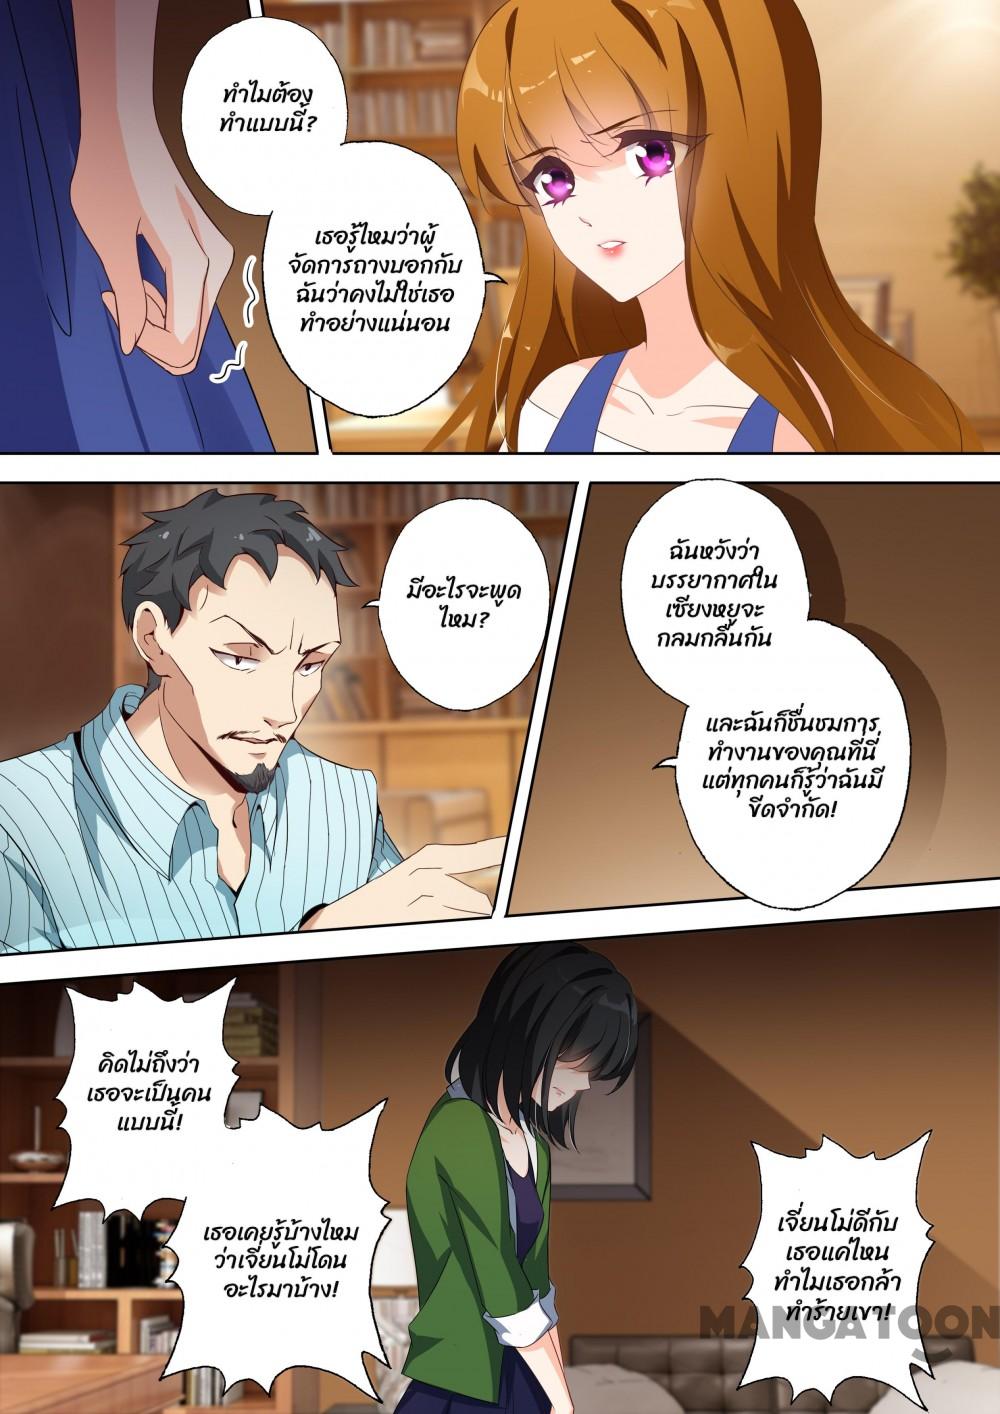 ทำไมต้อง
ทำแบบนี้?
เธอรู้ไหมว่าผู้
จัดการถางบอกกับ
ฉันว่าคงไม่ใช่เธอ
ทำอย่างแน่นอน
มีอะไรจะพูด
ไหม?
ฉันหวังว่า
บรรยากาศใน
เซียงหยูจะ
กลมกลืนกัน
และฉันก็ชื่นชมการ
ทำงานของคุณที่นี่
แต่ทุกคนก็รู้ว่าฉันมี
ขีดจำกัด!
คิดไม่ถึงว่า
เธอจะเป็นคน
แบบนี้!
เธอเคยรู้บ้างไหม
ว่าเจี่ยนโม่โดน
อะไรมาบ้าง!
เจี่ยนโม่ดีกับ
เธอแค่ไหน
ทำไมเธอกล้า
ทำร้ายเขา!
MANGATOON